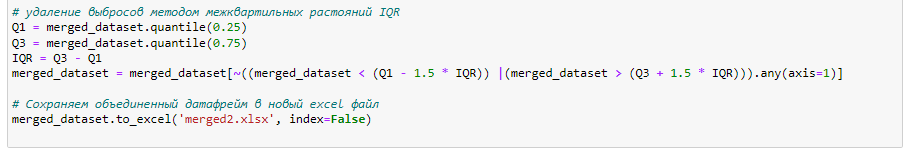 # удаление выбросов методом межквартильных растояний IQR
Q1 = merged_dataset.quantile(0.25)
Q3 = merged_dataset.quantile(0.75)
IQR = Q3 - Q1
merged_dataset = merged_dataset[~((merged_dataset < (Q1 - 1.5 * IQR)) |(merged_dataset > (Q3 + 1.5 * IQR))).any(axis=1)]
# Сохраняем объединенный датафрейм в новый excel файл
merged_dataset.to_excel('merged2.xlsx', index=False)